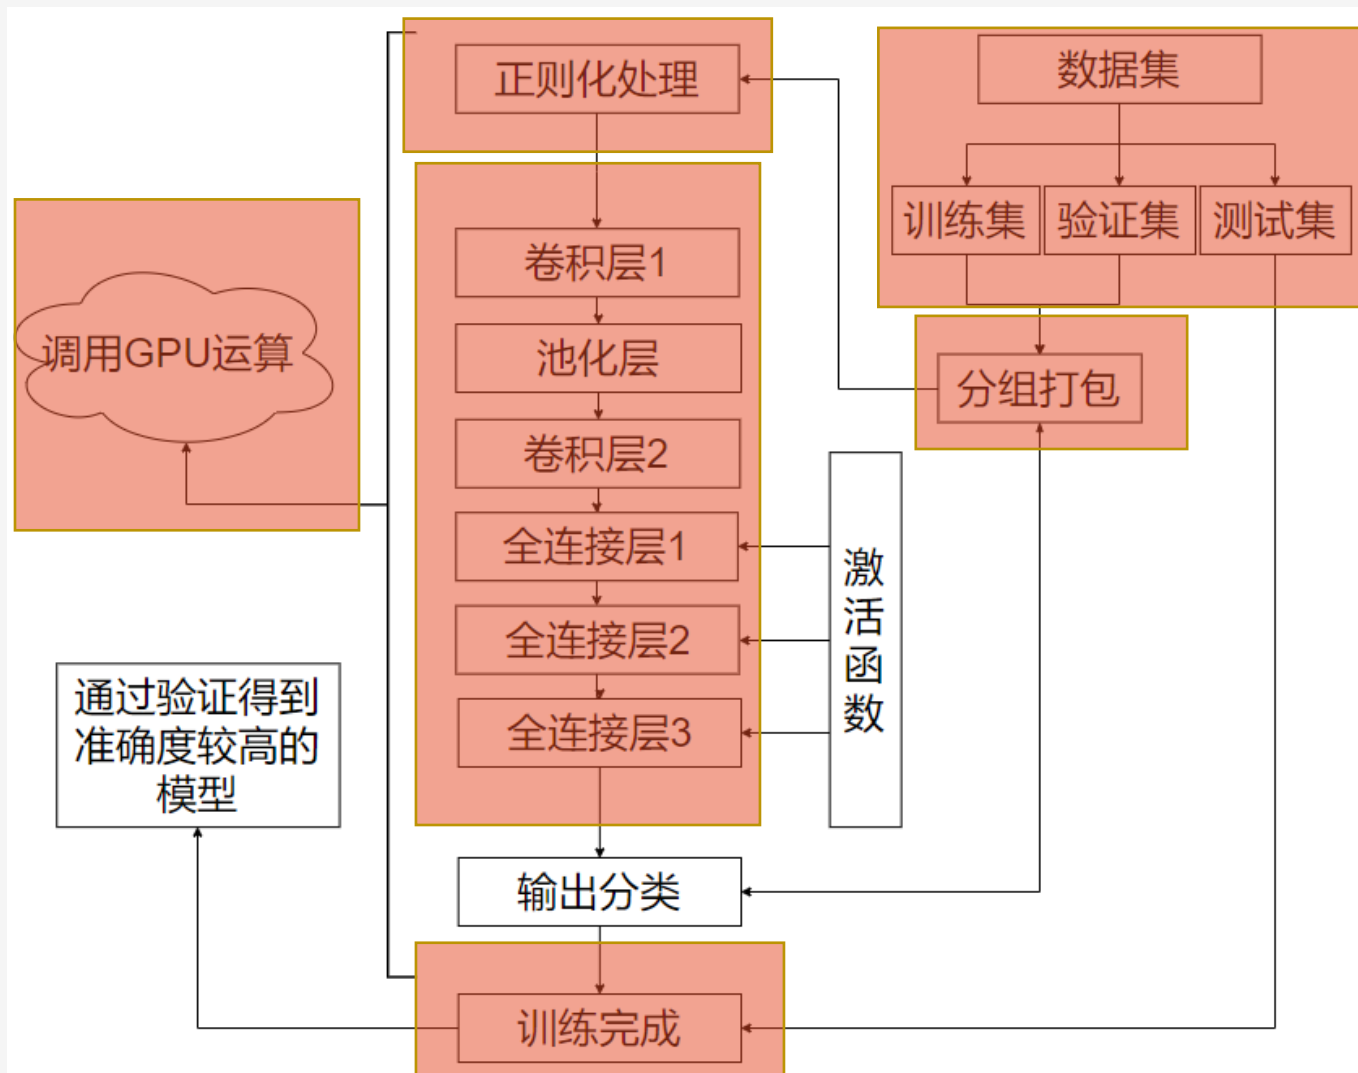 正则化处理
数据集
训练集
验证集
测试集
卷积层1
调用GPU运算
池化层
分组打包
卷积层2
全连接层1
激
活
函
数
全连接层2
全连接层3
通过验证得到
准确度较高的
模型
输出分类
训练完成